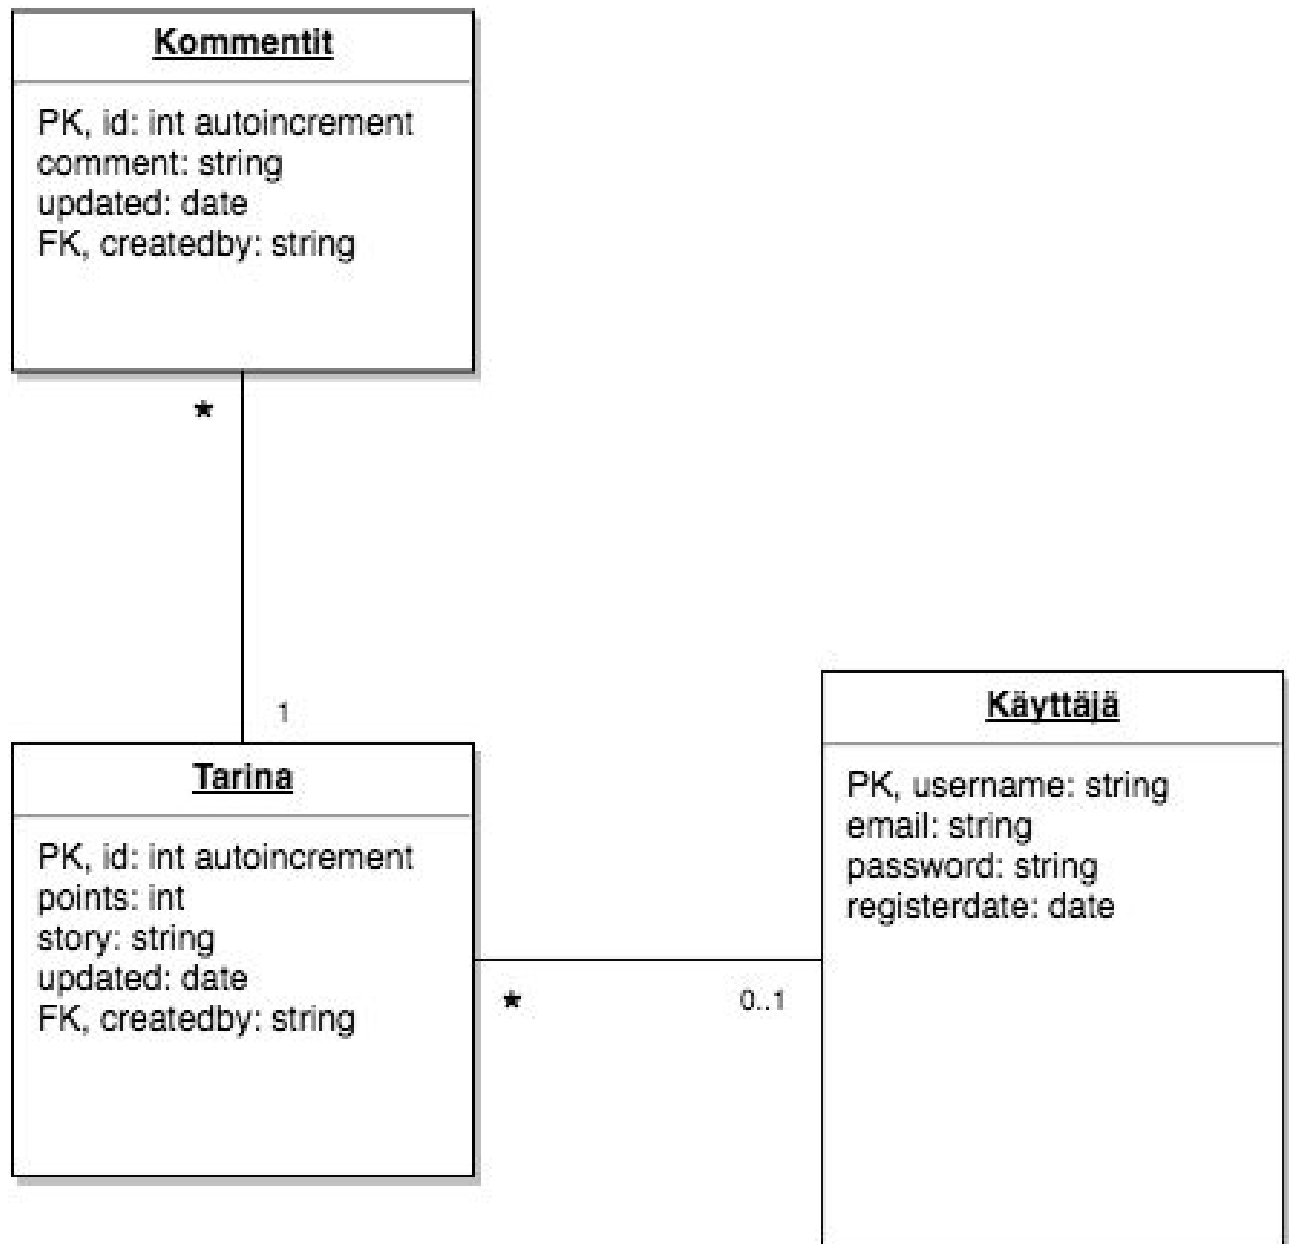 Kommentit
PK, id: int autoincrement
comment: string
updated: date
FK, createdby: string
*
1
Tarina
PK, id: int autoincrement
points: int
story: string
updated: date
FK, createdby: string
*
0..1
Käyttäjä
PK, username: string
email: string
password: string
registerdate: date